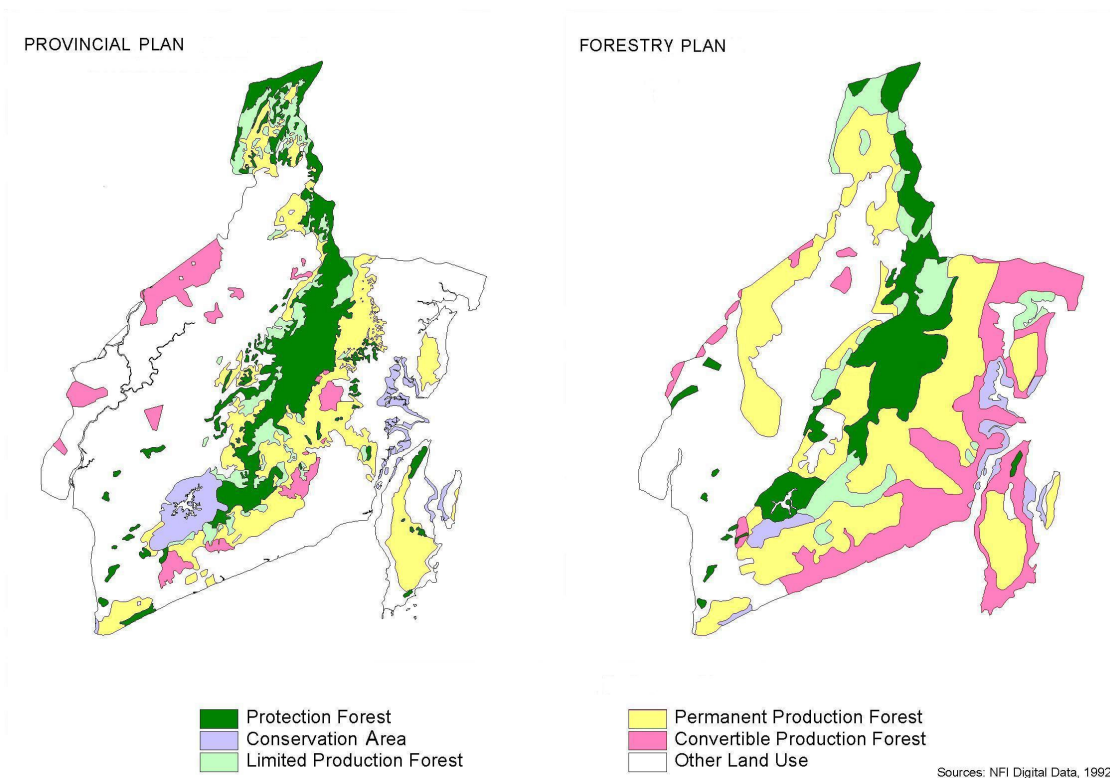 PROVINCIAL PLAN
FORESTRY PLAN
Protection Forest
Conservation Area
Limited Production Forest
Permanent Production Forest
Convertible Production Forest
Other Land Use
Sources: NFI Digital Data, 1992